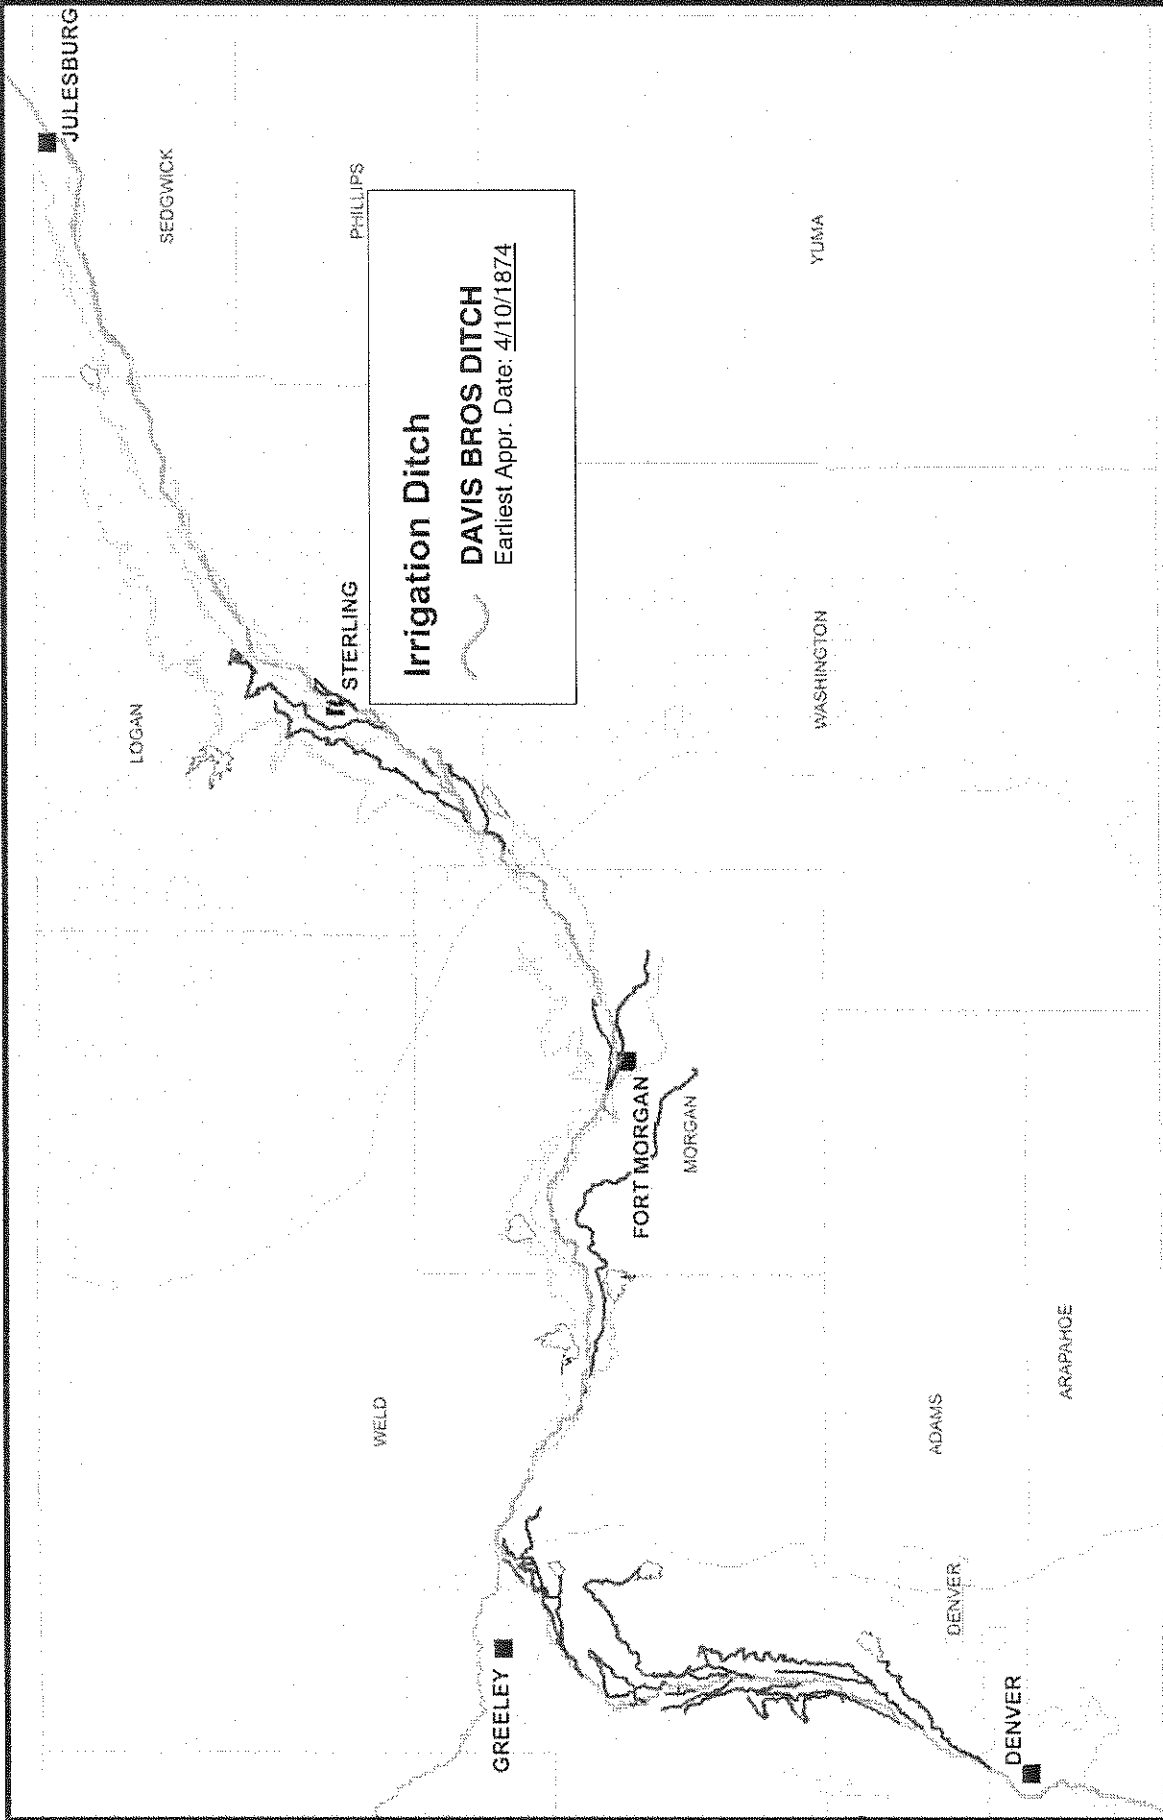 JULESBURG
SEDGWICK
PHILLIPS
LOGAN
STERLING
Irrigation Ditch
DAVIS BROS DITCH
Earliest Appr. Date: 4/10/1874
YUMA
WASHINGTON
WELD
FORT MORGAN
MORGAN
GREELEY
ADAMS
ARAPAHOE
DENVER
DENVER